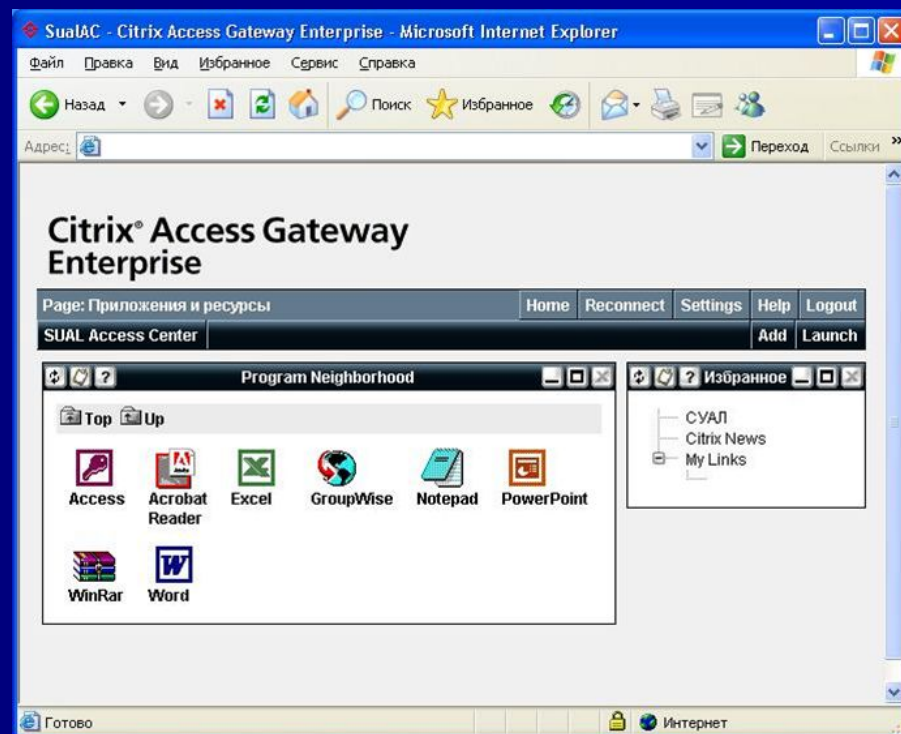 SualAC - Citrix Access Gateway Enterprise - Microsoft Internet Explorer
Файл Правка Вид Избранное Сервис Справка
Назад Поиск Избранное
Адрес: Переход Ссылки »
Citrix® Access Gateway
Enterprise
Page: Приложения и ресурсы Home Reconnect Settings Help Logout
SUAL Access Center Add Launch
? Program Neighborhood
Top Up
Access Acrobat Reader Excel GroupWise Notepad PowerPoint
WinRar Word
? Избранное
СУАЛ
Citrix News
My Links
Готово Интернет